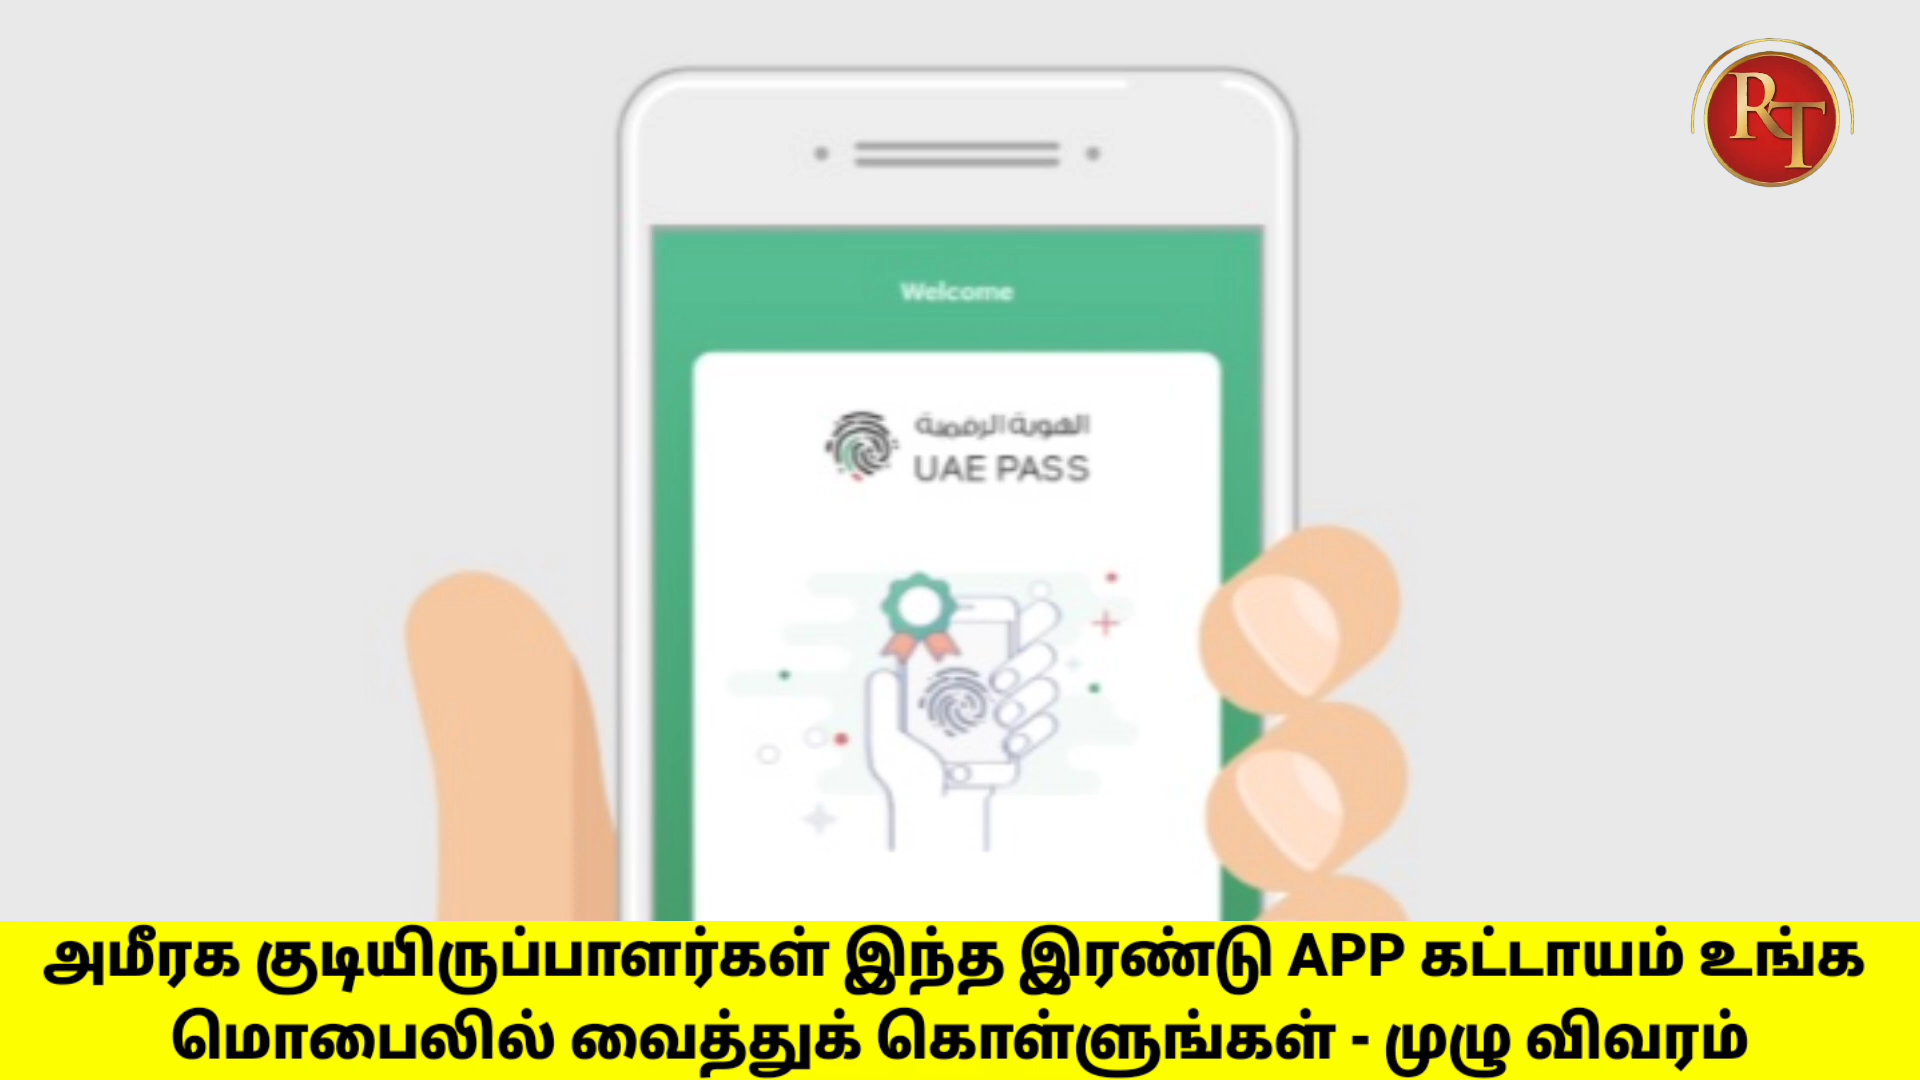 RT
Welcome
الهوية الرقمية
UAE PASS
அமீரக குடியிருப்பாளர்கள் இந்த இரண்டு APP கட்டாயம் உங்க
மொபைலில் வைத்துக் கொள்ளுங்கள் - முழு விவரம்